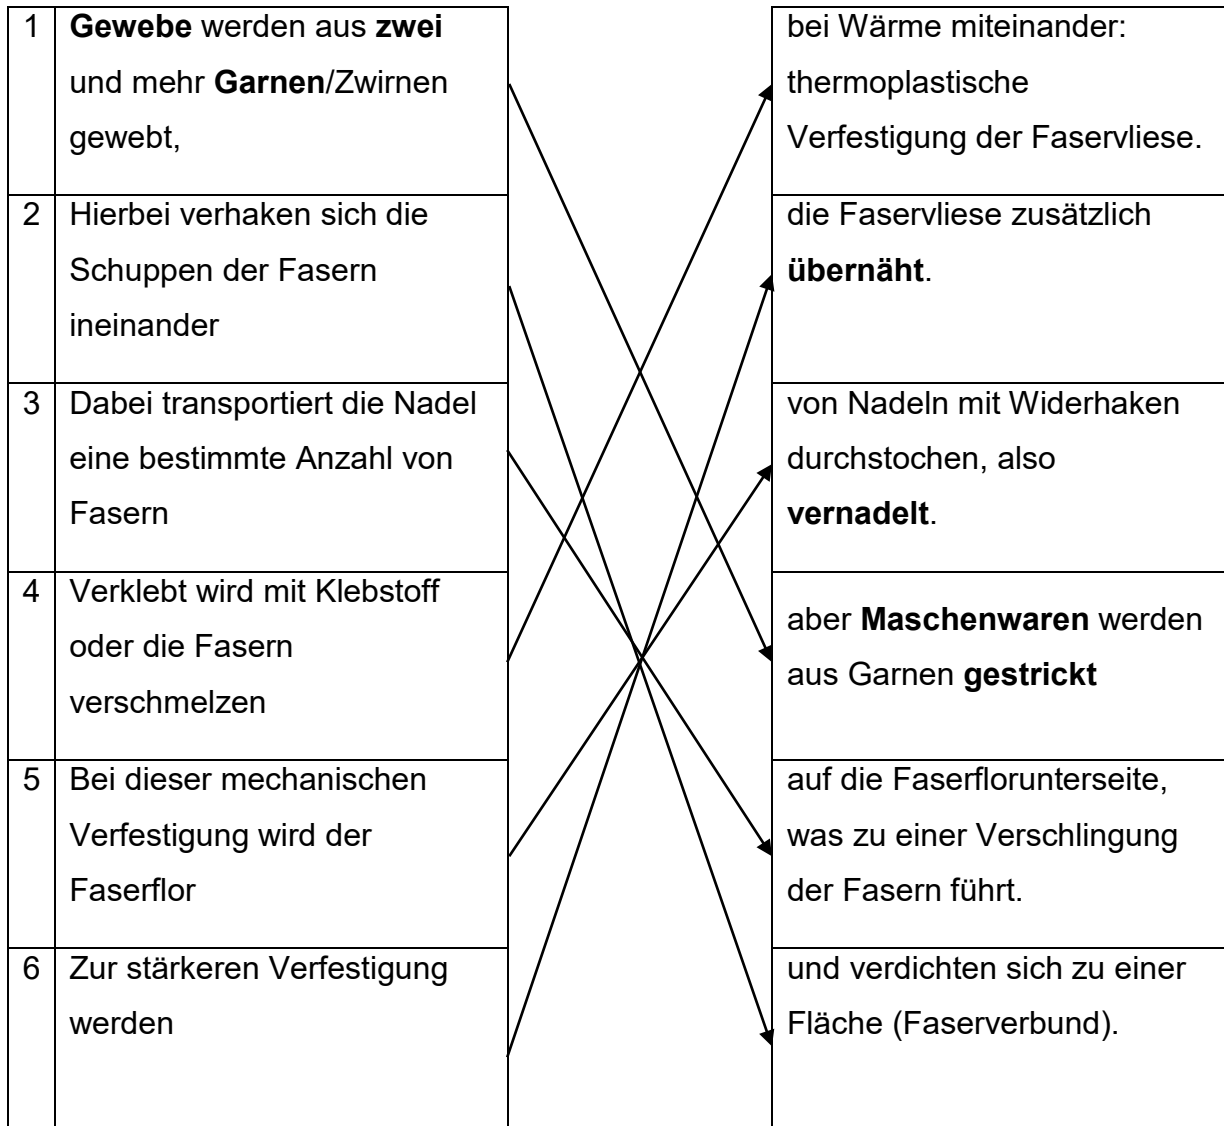 1 Gewebe werden aus zwei
und mehr Garnen/Zwirnen
gewebt,
bei Wärme miteinander:
thermoplastische
Verfestigung der Faservliese.
2 Hierbei verhaken sich die
Schuppen der Fasern
ineinander
die Faservliese zusätzlich
übernäht.
3 Dabei transportiert die Nadel
eine bestimmte Anzahl von
Fasern
von Nadeln mit Widerhaken
durchstochen, also
vernadelt.
4 Verklebt wird mit Klebstoff
oder die Fasern
verschmelzen
aber Maschenwaren werden
aus Garnen gestrickt
5 Bei dieser mechanischen
Verfestigung wird der
Faserflor
auf die Faserflorunterseite,
was zu einer Verschlingung
der Fasern führt.
6 Zur stärkeren Verfestigung
werden
und verdichten sich zu einer
Fläche (Faserverbund).